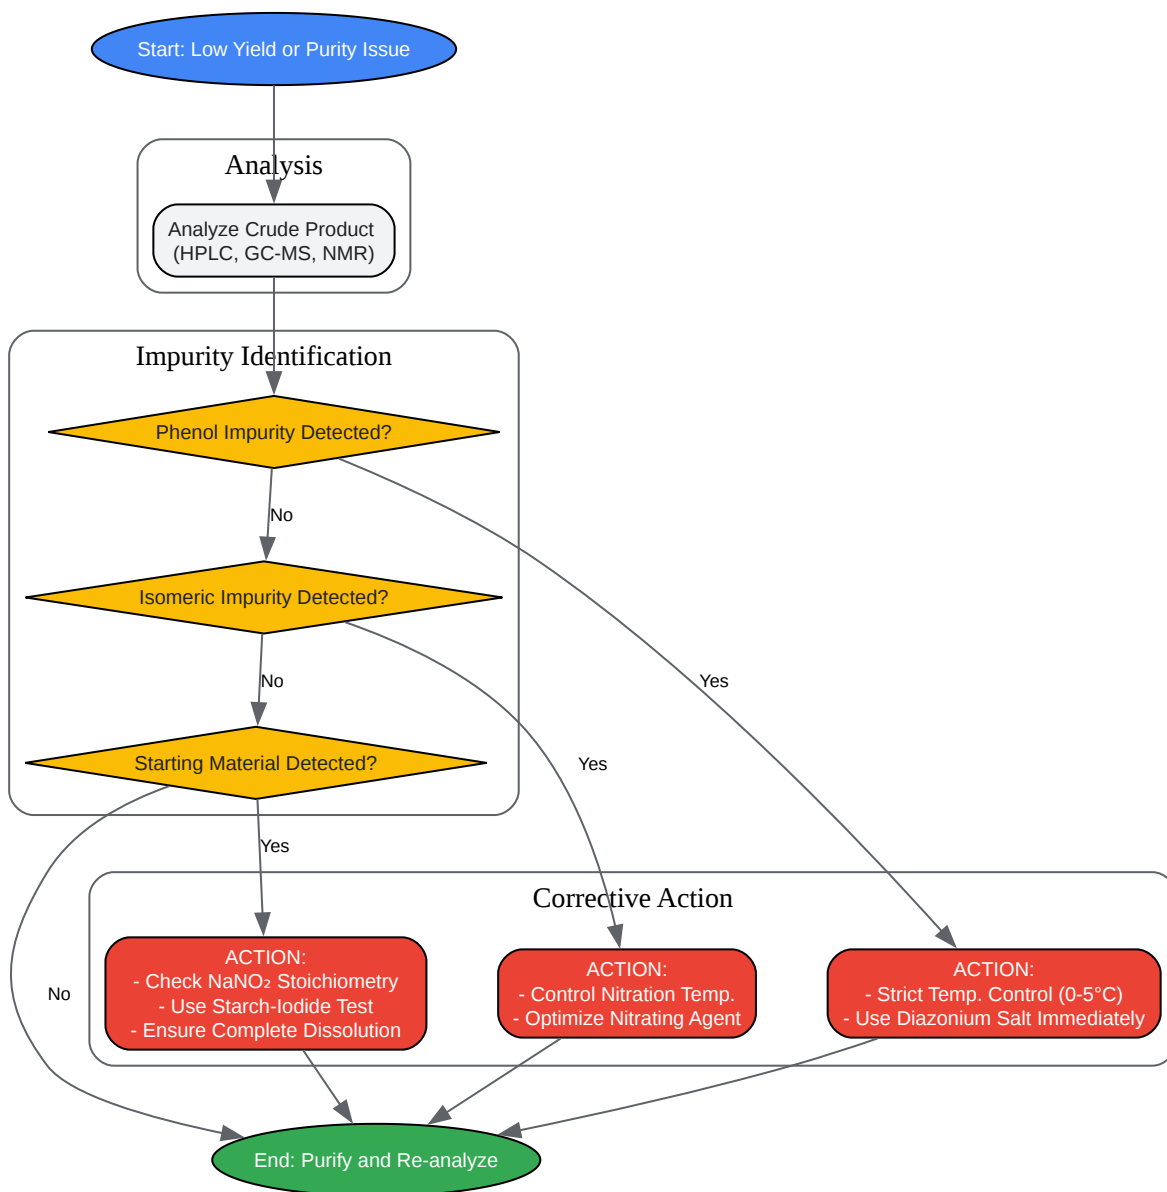 Start: Low Yield or Purity Issue
Analysis
Analyze Crude Product
(HPLC, GC-MS, NMR)
Impurity Identification
Phenol Impurity Detected?
No
Isomeric Impurity Detected?
No
Yes
Starting Material Detected?
Yes
Yes
No
Corrective Action
ACTION:
- Check NaNO₂ Stoichiometry
- Use Starch-Iodide Test
- Ensure Complete Dissolution
ACTION:
- Control Nitration Temp.
- Optimize Nitrating Agent
ACTION:
- Strict Temp. Control (0-5°C)
- Use Diazonium Salt Immediately
End: Purify and Re-analyze